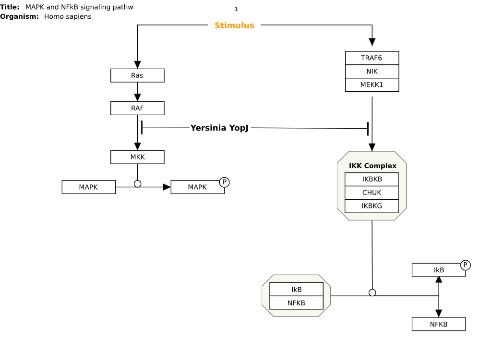 Title: MAPK and NFkB signaling pathw
Organism: Homo sapiens
1
Stimulus
TRAF6
NIK
MEKK1
Ras
RAF
Yersinia YopJ
MKK
IKK Complex
IKBKB
CHUK
IKBKG
MAPK
MAPK
P
IkB
P
IkB
NFKB
NFKB